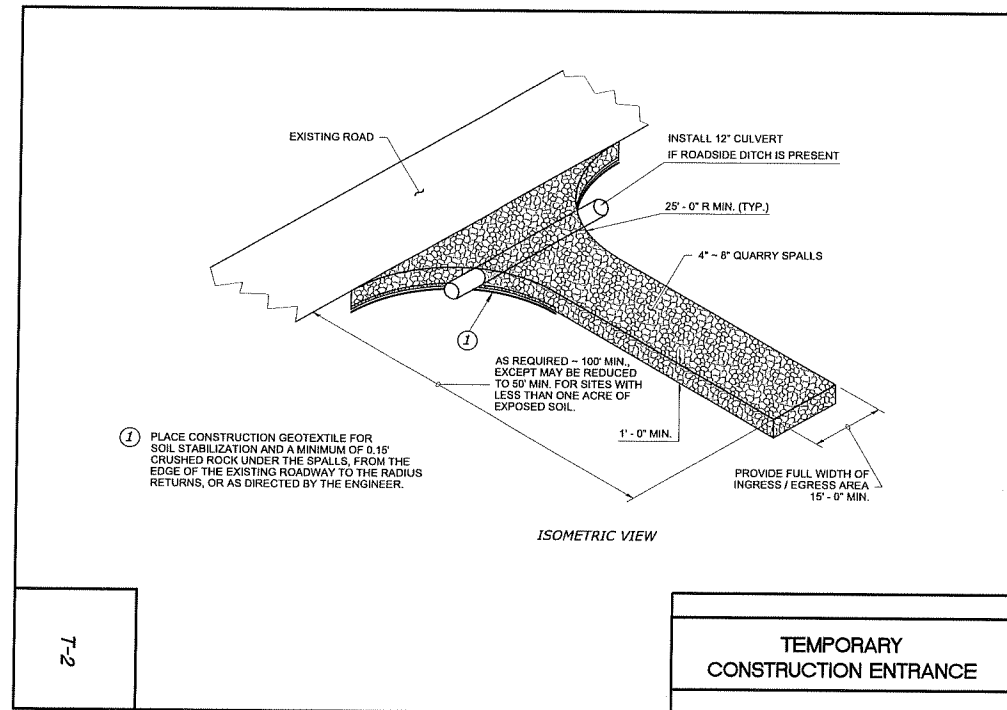 EXISTING ROAD
INSTALL 12" CULVERT
IF ROADSIDE DITCH IS PRESENT
25' - 0" R MIN. (TYP.)
4" ~ 8" QUARRY SPALLS
1
AS REQUIRED ~ 100' MIN.,
EXCEPT MAY BE REDUCED
TO 50' MIN. FOR SITES WITH
LESS THAN ONE ACRE OF
EXPOSED SOIL.
1' - 0" MIN.
PROVIDE FULL WIDTH OF
INGRESS / EGRESS AREA
15' - 0" MIN.
1 PLACE CONSTRUCTION GEOTEXTILE FOR
SOIL STABILIZATION AND A MINIMUM OF 0.15'
CRUSHED ROCK UNDER THE SPALLS, FROM THE
EDGE OF THE EXISTING ROADWAY TO THE RADIUS
RETURNS, OR AS DIRECTED BY THE ENGINEER.
ISOMETRIC VIEW
T-2
TEMPORARY
CONSTRUCTION ENTRANCE